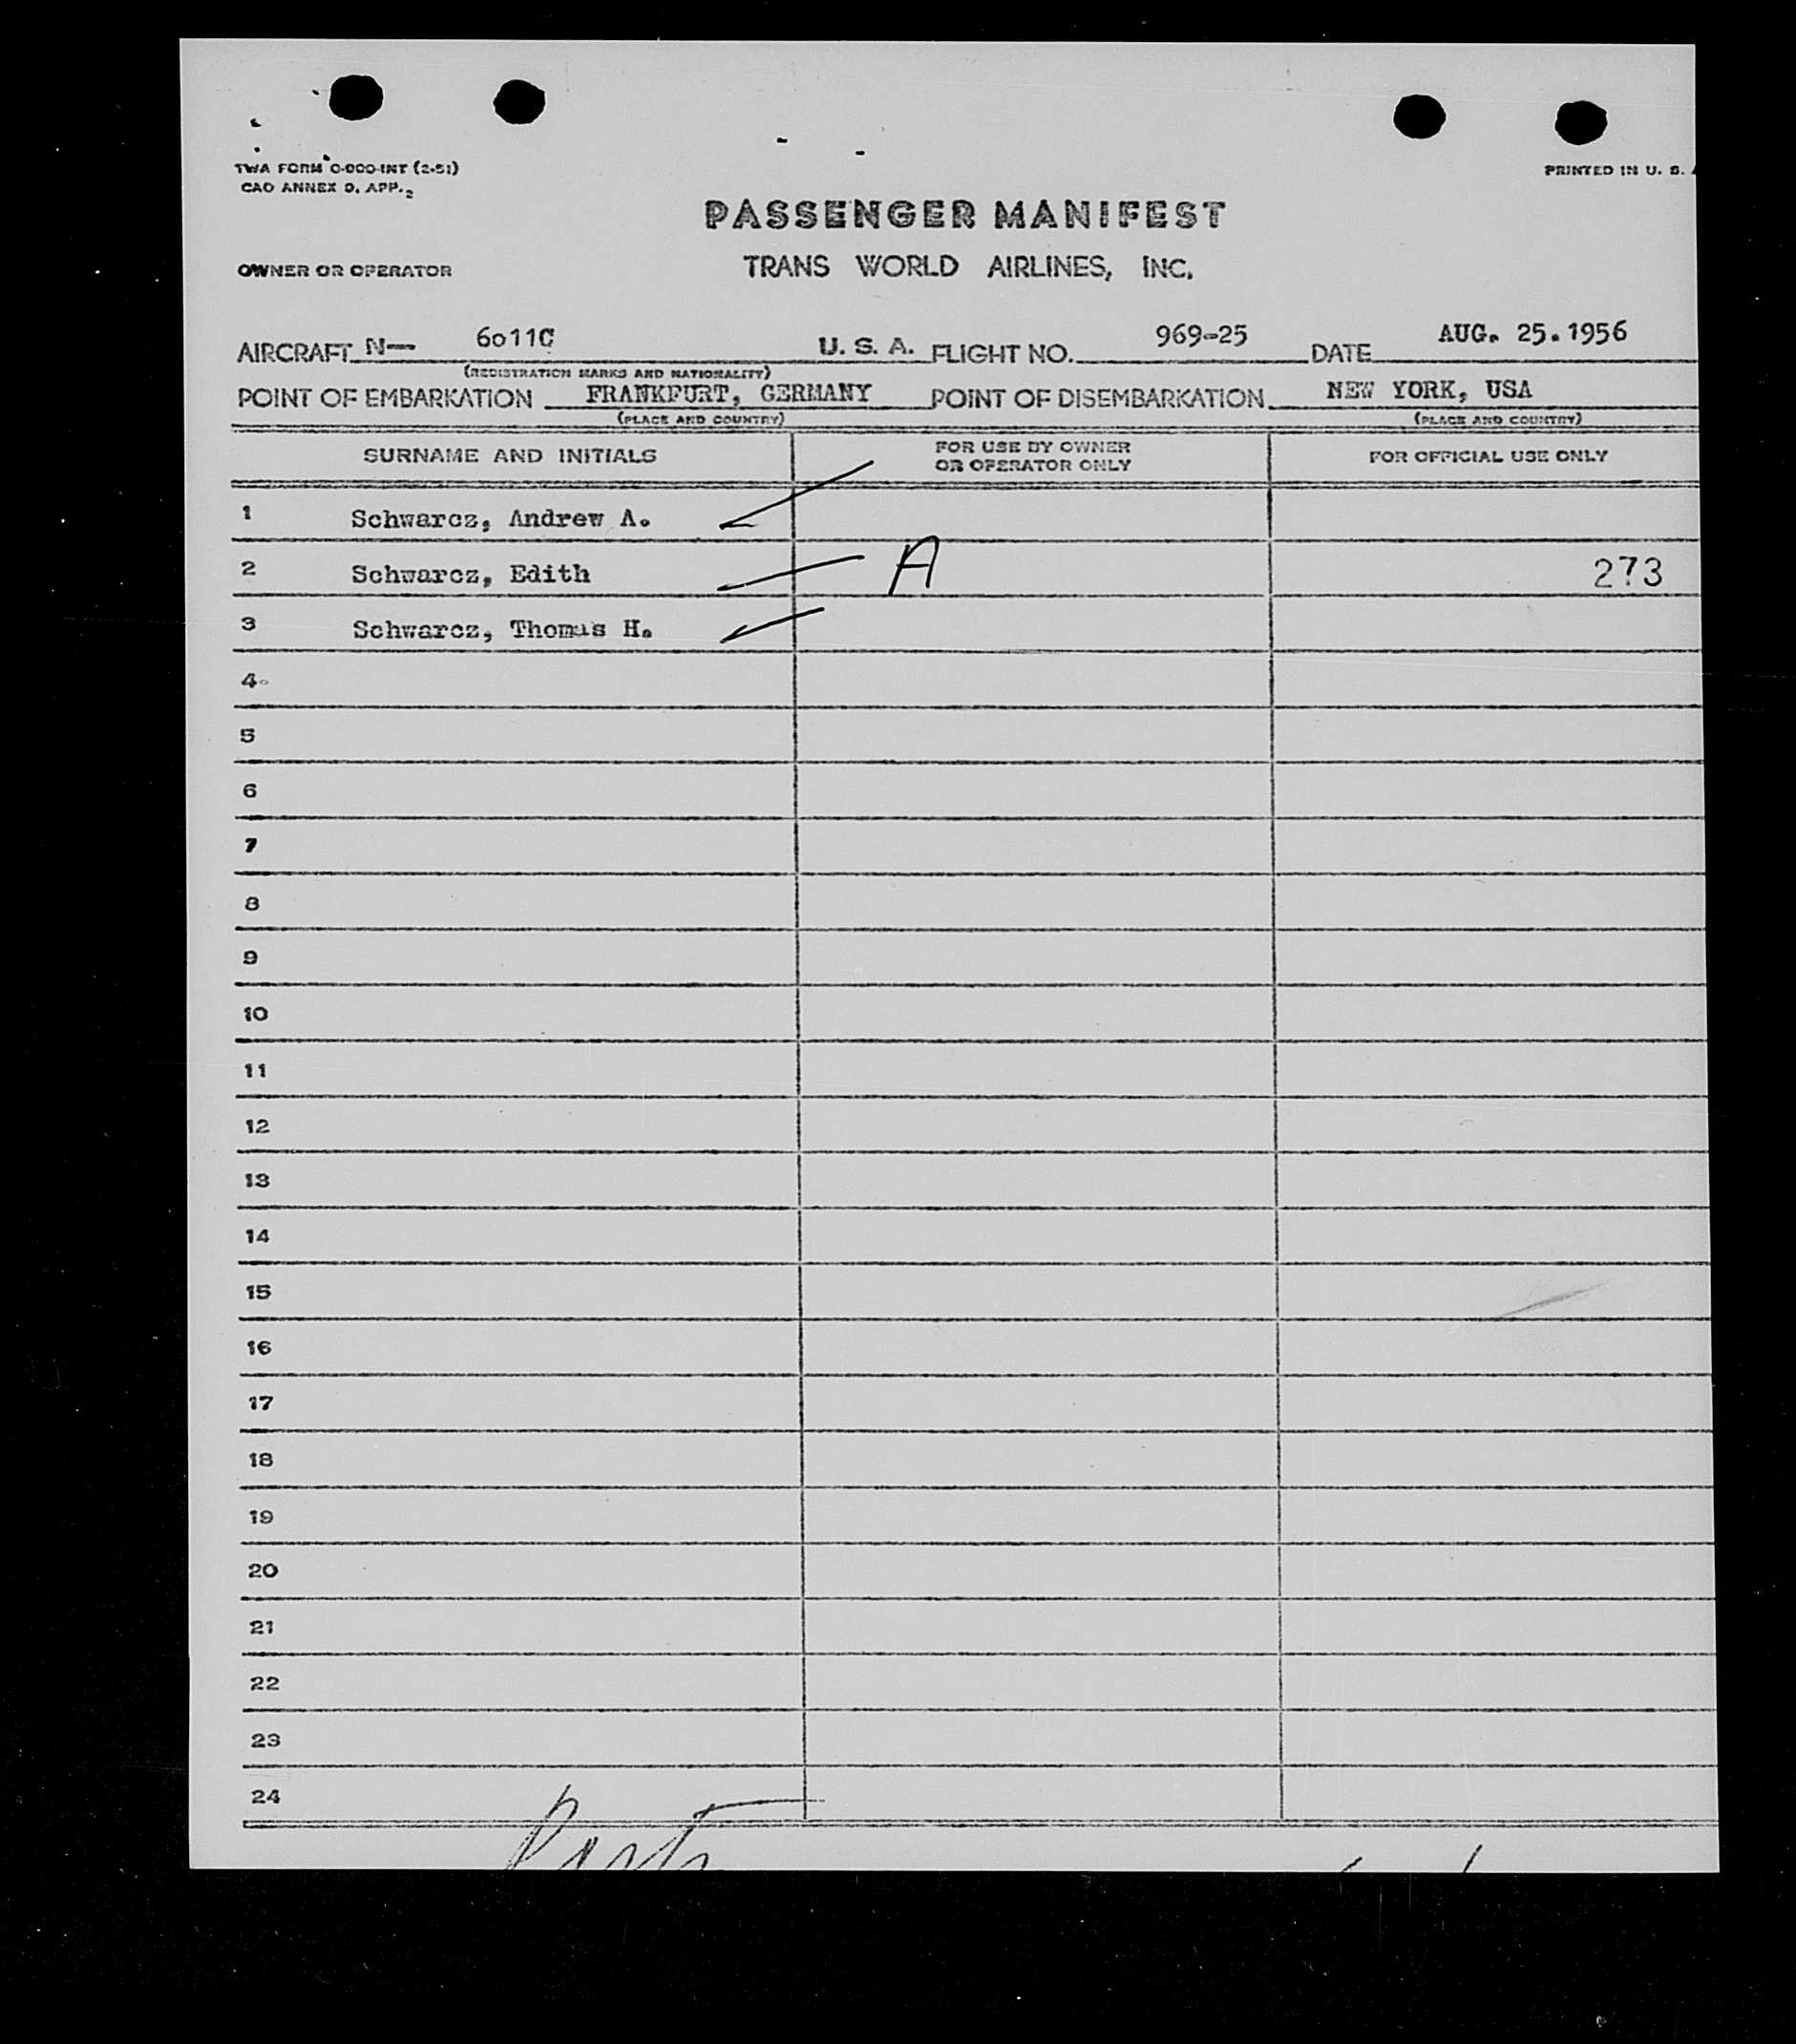 TWA FORM 0-000-INT (2-51)
PRINTED IN U. S.
CAO ANNEX 9, APP. 2
PASSENGER MANIFEST
OWNER OR OPERATOR
TRANS WORLD AIRLINES, INC.
AIRCRAFT N— 6011C U. S. A. FLIGHT NO. 969-25 DATE AUG. 25.1956
(REGISTRATION MARKS AND NATIONALITY)
POINT OF EMBARKATION FRANKFURT, GERMANY POINT OF DISEMBARKATION NEW YORK, USA
(PLACE AND COUNTRY) (PLACE AND COUNTRY)
SURNAME AND INITIALS
FOR USE BY OWNER
OR OPERATOR ONLY
FOR OFFICIAL USE ONLY
1 Schwarcz, Andrew A.
2 Schwarcz, Edith A 273
3 Schwarcz, Thomas H.
4
5
6
7
8
9
10
11
12
13
14
15
16
17
18
19
20
21
22
23
24